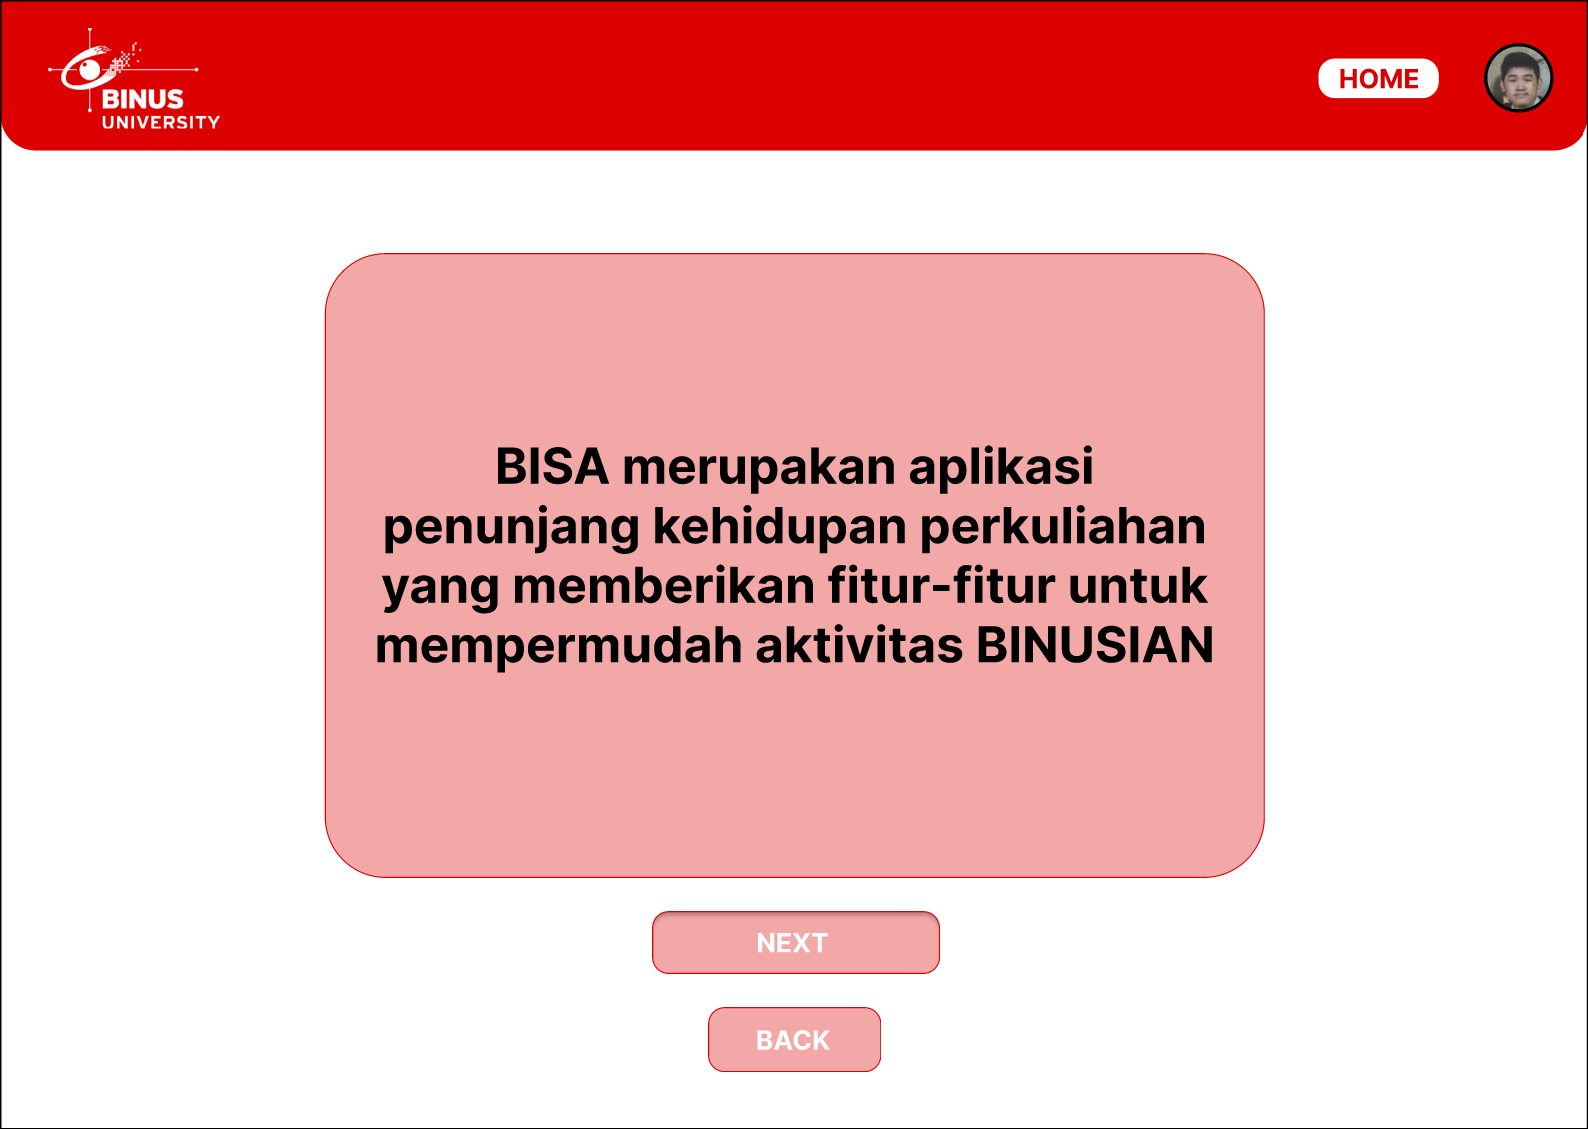 BINUS
UNIVERSITY
HOME
BISA merupakan aplikasi
penunjang kehidupan perkuliahan
yang memberikan fitur-fitur untuk
mempermudah aktivitas BINUSIAN
NEXT
BACK